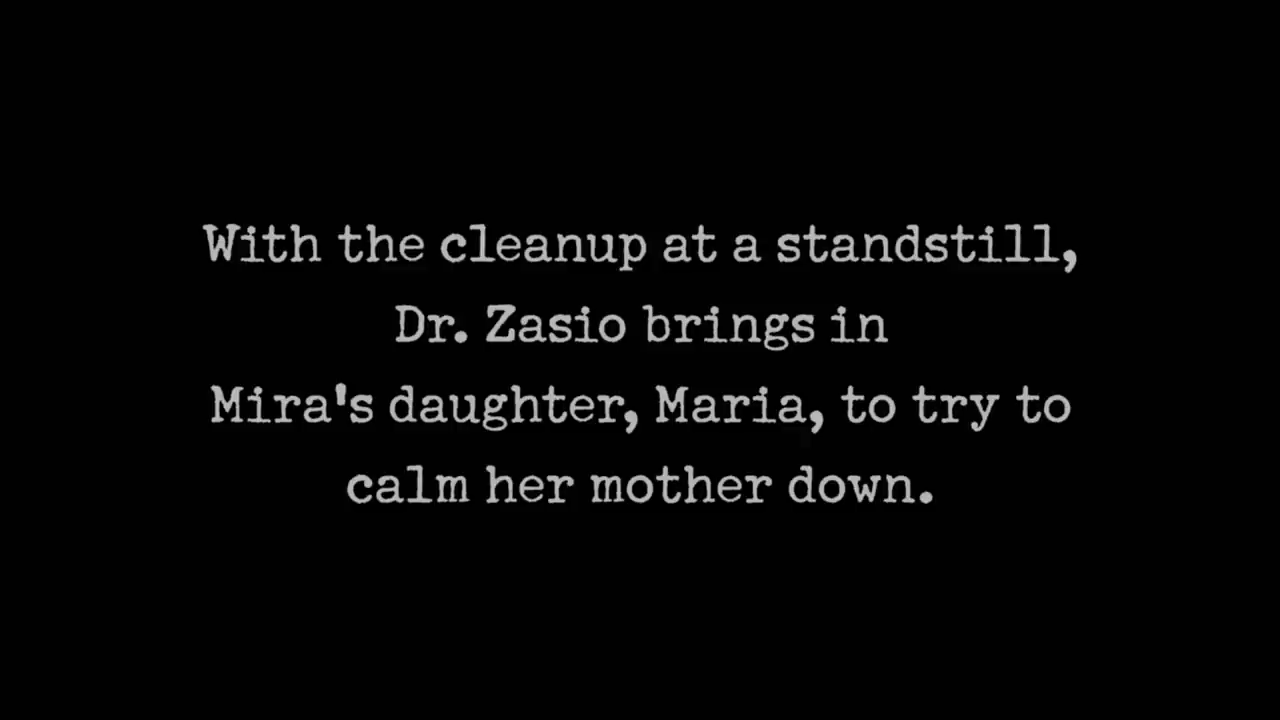 With the cleanup at a standstill,
Dr. Zasio brings in
Mira's daughter, Maria, to try to
calm her mother down.